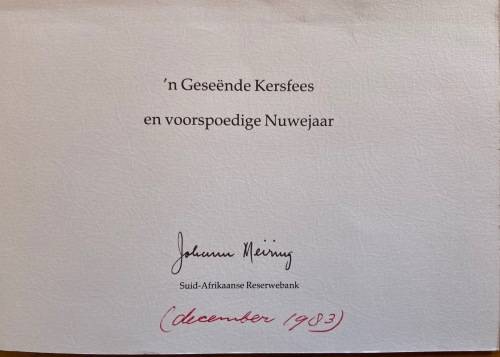 ’n Geseënde Kersfees
en voorspoedige Nuwejaar
Johann Meiring
Suid-Afrikaanse Reserwebank
(december 1983)